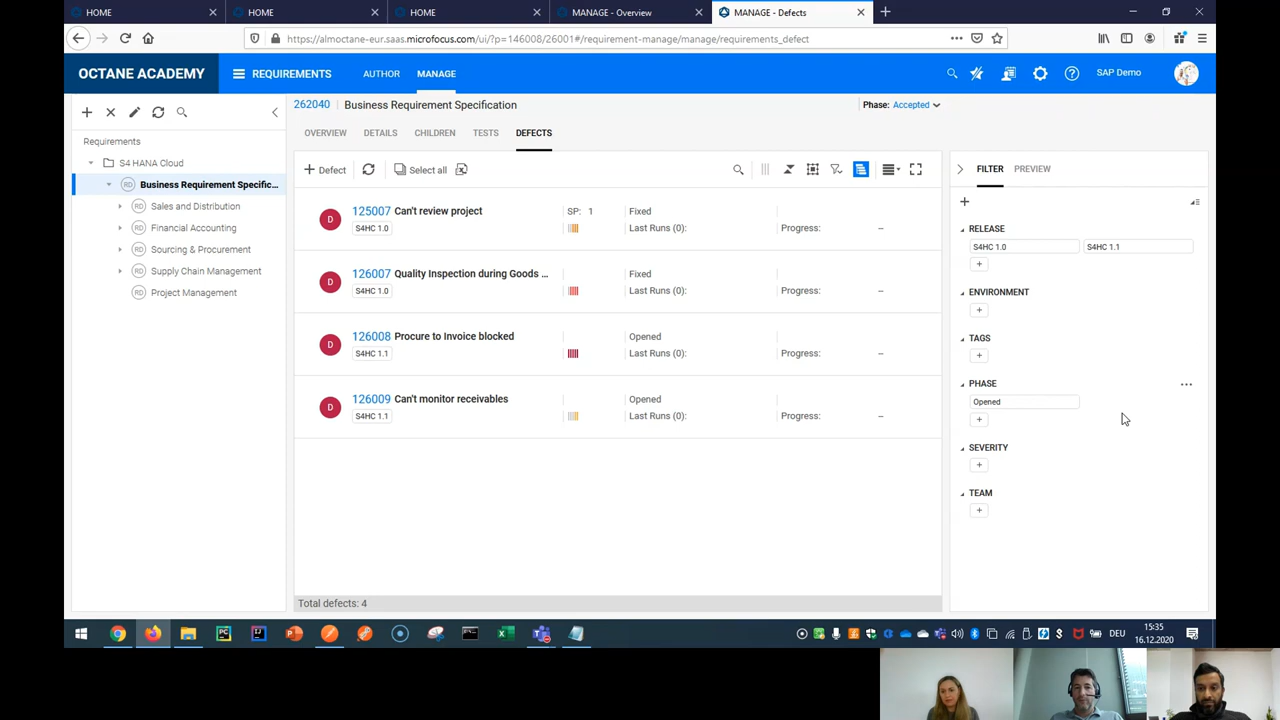 HOME
HOME
HOME
MANAGE - Overview
MANAGE - Defects
https://almoctane-eur.saas.microfocus.com/ui/?p=146008/26001#/requirement-manage/manage/requirements_defect
OCTANE ACADEMY
REQUIREMENTS
AUTHOR
MANAGE
SAP Demo
262040
Business Requirement Specification
Phase: Accepted
Requirements
S4 HANA Cloud
RD Business Requirement Specific...
RD Sales and Distribution
RD Financial Accounting
RD Sourcing & Procurement
RD Supply Chain Management
RD Project Management
OVERVIEW
DETAILS
CHILDREN
TESTS
DEFECTS
+ Defect
Select all
D
125007 Can't review project
SP: 1
Fixed
S4HC 1.0
Last Runs (0):
Progress:
--
D
126007 Quality Inspection during Goods ...
Fixed
S4HC 1.0
Last Runs (0):
Progress:
--
D
126008 Procure to Invoice blocked
Opened
S4HC 1.1
Last Runs (0):
Progress:
--
D
126009 Can't monitor receivables
Opened
S4HC 1.1
Last Runs (0):
Progress:
--
Total defects: 4
FILTER
PREVIEW
RELEASE
S4HC 1.0
S4HC 1.1
ENVIRONMENT
TAGS
PHASE
Opened
SEVERITY
TEAM
DEU
15:35
16.12.2020